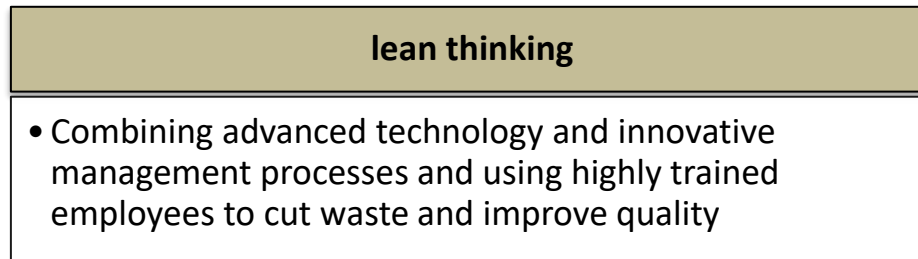 lean thinking
• Combining advanced technology and innovative
management processes and using highly trained
employees to cut waste and improve quality